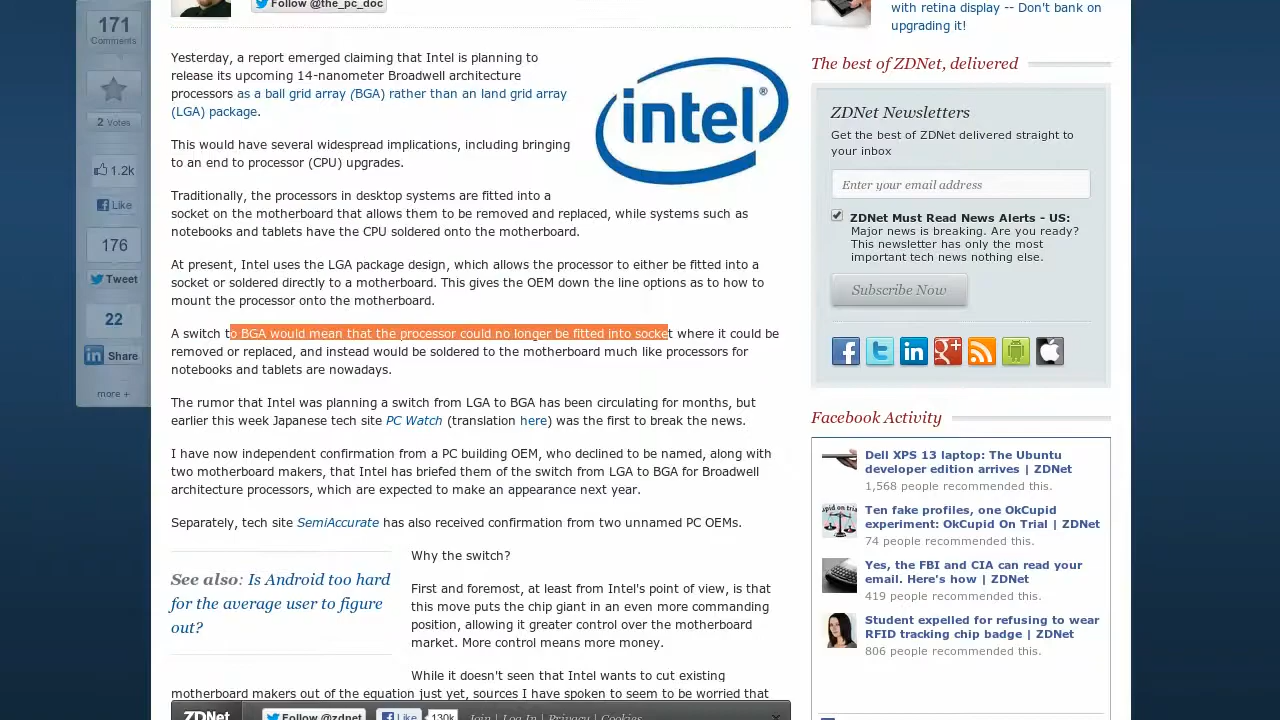 171
Comments
2 Votes
1.2k
Like
176
Tweet
22
Share
more +
Follow @the_pc_doc
Yesterday, a report emerged claiming that Intel is planning to
release its upcoming 14-nanometer Broadwell architecture
processors as a ball grid array (BGA) rather than an land grid array
(LGA) package.
intel®
This would have several widespread implications, including bringing
to an end to processor (CPU) upgrades.
Traditionally, the processors in desktop systems are fitted into a
socket on the motherboard that allows them to be removed and replaced, while systems such as
notebooks and tablets have the CPU soldered onto the motherboard.
At present, Intel uses the LGA package design, which allows the processor to either be fitted into a
socket or soldered directly to a motherboard. This gives the OEM down the line options as to how to
mount the processor onto the motherboard.
A switch to BGA would mean that the processor could no longer be fitted into socket where it could be
removed or replaced, and instead would be soldered to the motherboard much like processors for
notebooks and tablets are nowadays.
The rumor that Intel was planning a switch from LGA to BGA has been circulating for months, but
earlier this week Japanese tech site PC Watch (translation here) was the first to break the news.
I have now independent confirmation from a PC building OEM, who declined to be named, along with
two motherboard makers, that Intel has briefed them of the switch from LGA to BGA for Broadwell
architecture processors, which are expected to make an appearance next year.
Separately, tech site SemiAccurate has also received confirmation from two unnamed PC OEMs.
See also: Is Android too hard
for the average user to figure
out?
Why the switch?
First and foremost, at least from Intel's point of view, is that
this move puts the chip giant in an even more commanding
position, allowing it greater control over the motherboard
market. More control means more money.
While it doesn't seen that Intel wants to cut existing
motherboard makers out of the equation just yet, sources I have spoken to seem to be worried that
ZDNet
Follow @zdnet
Like
130k
Join | Log In | Privacy | Cookies
with retina display -- Don't bank on
upgrading it!
The best of ZDNet, delivered
ZDNet Newsletters
Get the best of ZDNet delivered straight to
your inbox
Enter your email address
ZDNet Must Read News Alerts - US:
Major news is breaking. Are you ready?
This newsletter has only the most
important tech news nothing else.
Subscribe Now
Facebook Activity
Dell XPS 13 laptop: The Ubuntu
developer edition arrives | ZDNet
1,568 people recommended this.
Ten fake profiles, one OkCupid
experiment: OkCupid On Trial | ZDNet
74 people recommended this.
Yes, the FBI and CIA can read your
email. Here's how | ZDNet
419 people recommended this.
Student expelled for refusing to wear
RFID tracking chip badge | ZDNet
806 people recommended this.